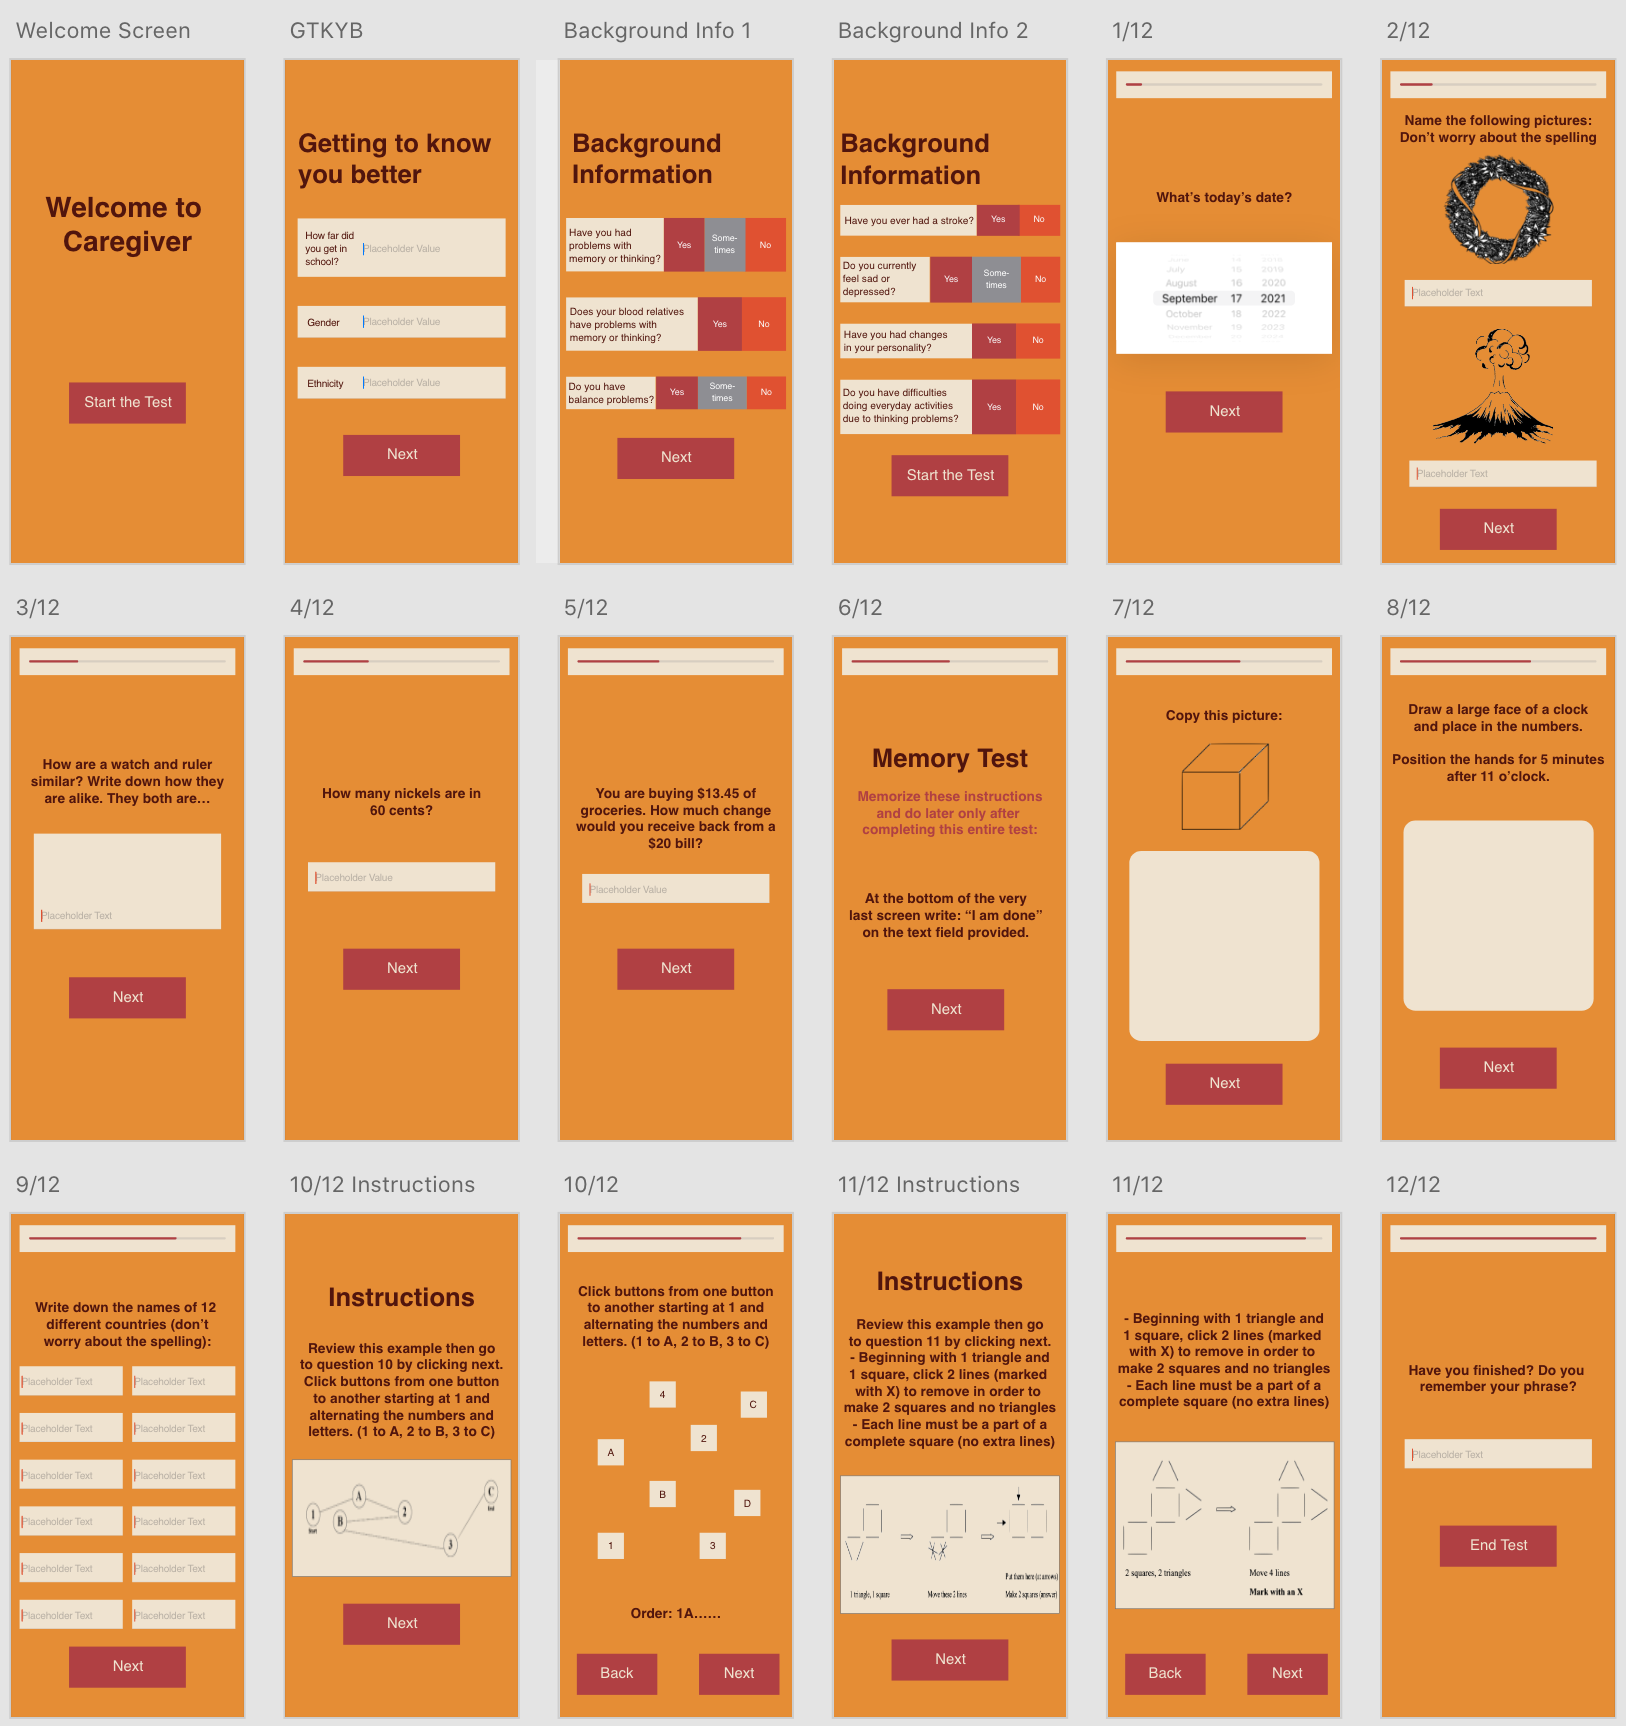 Welcome Screen
GTKYB
Background Info 1
Background Info 2
1/12
2/12
Welcome to
Caregiver
Start the Test
Getting to know
you better
How far did
you get in
school?
Placeholder Value
Gender
Placeholder Value
Ethnicity
Placeholder Value
Next
Background
Information
Have you had
problems with
memory or thinking?
Yes
Some-
times
No
Does your blood relatives
have problems with
memory or thinking?
Yes
No
Do you have
balance problems?
Yes
Some-
times
No
Next
Background
Information
Have you ever had a stroke?
Yes
No
Do you currently
feel sad or
depressed?
Yes
Some-
times
No
Have you had changes
in your personality?
Yes
No
Do you have difficulties
doing everyday activities
due to thinking problems?
Yes
No
Start the Test
What's today's date?
July 15 2019
August 16 2020
September 17 2021
October 18 2022
November 19 2023
Next
Name the following pictures:
Don't worry about the spelling
Placeholder Text
Placeholder Text
Next
3/12
4/12
5/12
6/12
7/12
8/12
How are a watch and ruler
similar? Write down how they
are alike. They both are...
Placeholder Text
Next
How many nickels are in
60 cents?
Placeholder Value
Next
You are buying $13.45 of
groceries. How much change
would you receive back from a
$20 bill?
Placeholder Value
Next
Memory Test
Memorize these instructions
and do later only after
completing this entire test:
At the bottom of the very
last screen write: “I am done”
on the text field provided.
Next
Copy this picture:
Next
Draw a large face of a clock
and place in the numbers.
Position the hands for 5 minutes
after 11 o'clock.
Next
9/12
10/12 Instructions
10/12
11/12 Instructions
11/12
12/12
Write down the names of 12
different countries (don't
worry about the spelling):
Placeholder Text
Placeholder Text
Placeholder Text
Placeholder Text
Placeholder Text
Placeholder Text
Placeholder Text
Placeholder Text
Placeholder Text
Placeholder Text
Placeholder Text
Placeholder Text
Next
Instructions
Review this example then go
to question 10 by clicking next.
Click buttons from one button
to another starting at 1 and
alternating the numbers and
letters. (1 to A, 2 to B, 3 to C)
A
C
1
B
2
3
Next
Click buttons from one button
to another starting at 1 and
alternating the numbers and
letters. (1 to A, 2 to B, 3 to C)
4
C
2
A
B
D
1
3
Order: 1A......
Back
Next
Instructions
Review this example then go
to question 11 by clicking next.
- Beginning with 1 triangle and
1 square, click 2 lines (marked
with X) to remove in order to
make 2 squares and no triangles
- Each line must be a part of a
complete square (no extra lines)
Put them here (at arrows)
1 triangle, 1 square
Move these 2 lines
Make 2 squares (answer)
Next
- Beginning with 1 triangle and
1 square, click 2 lines (marked
with X) to remove in order to
make 2 squares and no triangles
- Each line must be a part of a
complete square (no extra lines)
2 squares, 2 triangles
Move 4 lines
Mark with an X
Back
Next
Have you finished? Do you
remember your phrase?
Placeholder Text
End Test